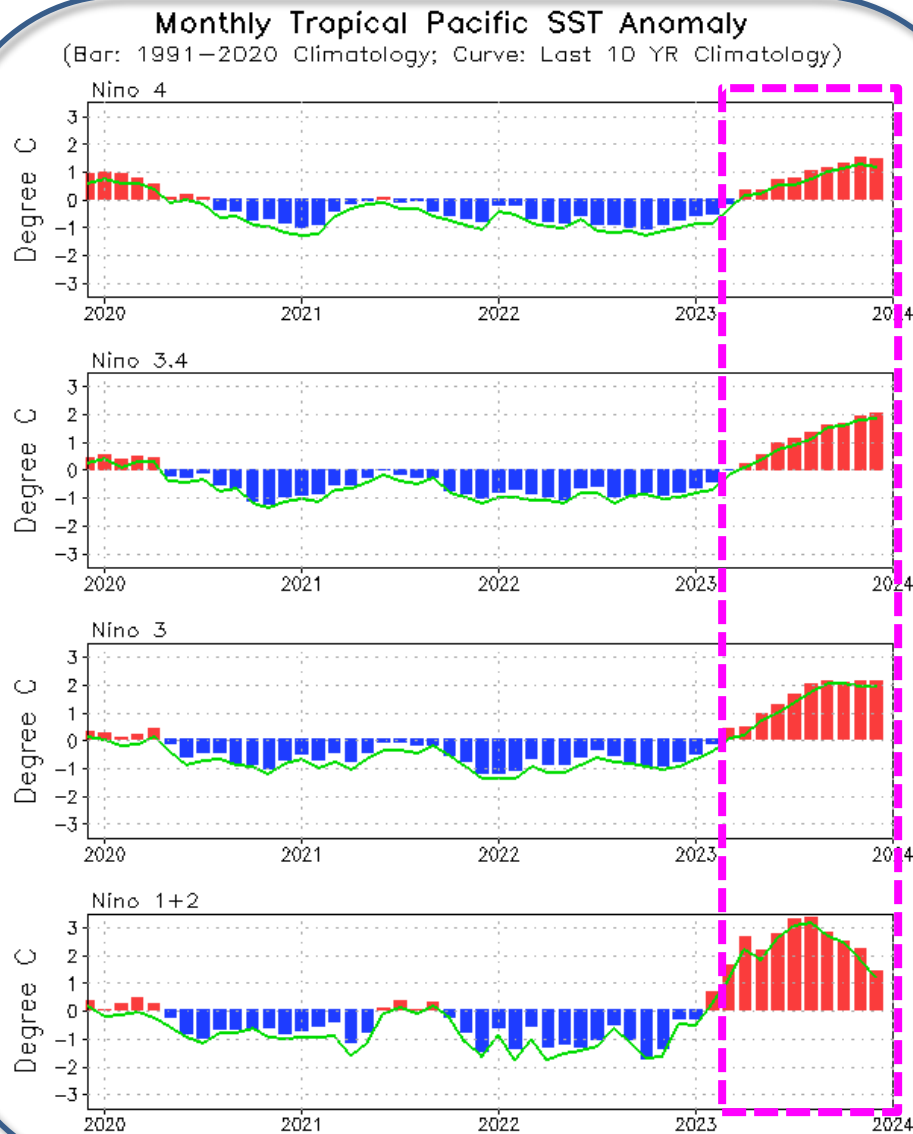 Monthly Tropical Pacific SST Anomaly
(Bar: 1991-2020 Climatology; Curve: Last 10 YR Climatology)
Nino 4
Degree C
3
2
1
0
-1
-2
-3
2020 2021 2022 2023 2024
Nino 3.4
Degree C
3
2
1
0
-1
-2
-3
2020 2021 2022 2023 2024
Nino 3
Degree C
3
2
1
0
-1
-2
-3
2020 2021 2022 2023 2024
Nino 1+2
Degree C
3
2
1
0
-1
-2
-3
2020 2021 2022 2023 2024